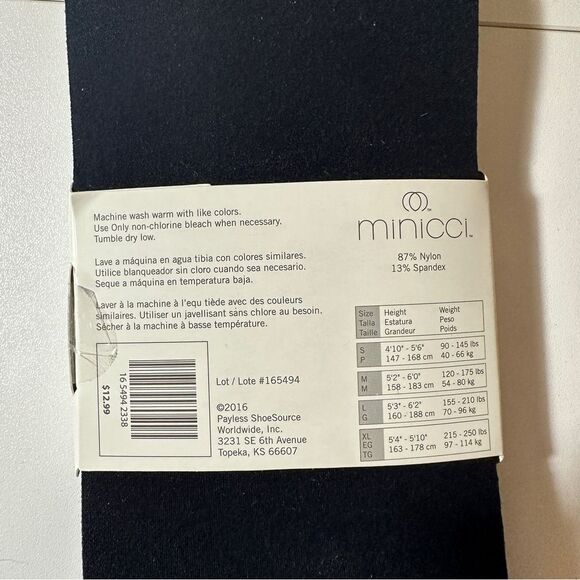 Machine wash warm with like colors.
Use Only non-chlorine bleach when necessary.
Tumble dry low.
Lave a máquina en agua tibia con colores similares.
Utilice blanqueador sin cloro cuando sea necesario.
Seque a máquina en temperatura baja.
Laver à la machine à l'equ tiède avec des couleurs
similaires. Utiliser un javellisant sans chlore au besoin.
Sécher à la machine à basse température.
16 5494 2338
$12.99
Lot / Lote #165494
©2016
Payless ShoeSource
Worldwide, Inc.
3231 SE 6th Avenue
Topeka, KS 66607
minicci™
87% Nylon
13% Spandex
Size Height Weight
Talla Estatura Peso
Taille Grandeur Poids
S 4'10" - 5'6" 90 - 145 lbs
P 147 - 168 cm 40 - 66 kg
M 5'2" - 6'0" 120 - 175 lbs
M 158 - 183 cm 54 - 80 kg
L 5'3" - 6'2" 155 - 210 lbs
G 160 - 188 cm 70 - 96 kg
XL 5'4" - 5'10" 215 - 250 lbs
EG 163 - 178 cm 97 - 114 kg
TG